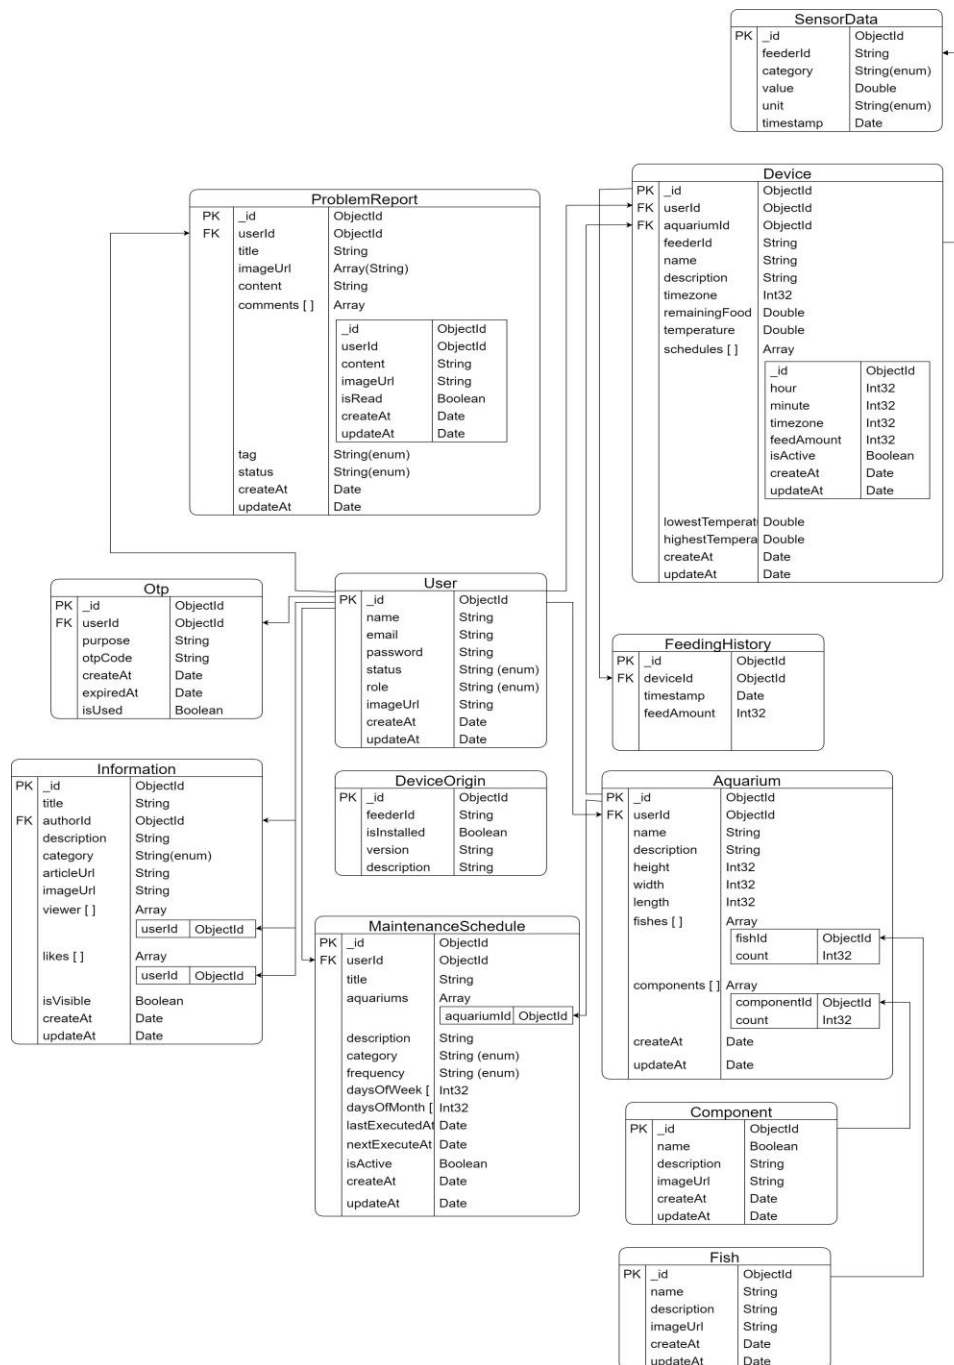 SensorData
PK _id ObjectId
feederId String
category String(enum)
value Double
unit String(enum)
timestamp Date
Device
PK _id ObjectId
FK userId ObjectId
FK aquariumId ObjectId
feederId String
name String
description String
timezone Int32
remainingFood Double
temperature Double
schedules [ ] Array
_id ObjectId
hour Int32
minute Int32
timezone Int32
feedAmount Int32
isActive Boolean
createAt Date
updateAt Date
lowestTemperat Double
highestTempera Double
createAt Date
updateAt Date
ProblemReport
PK _id ObjectId
FK userId ObjectId
title String
imageUrl Array(String)
content String
comments [ ] Array
_id ObjectId
userId ObjectId
content String
imageUrl String
isRead Boolean
createAt Date
updateAt Date
tag String(enum)
status String(enum)
createAt Date
updateAt Date
Otp
PK _id ObjectId
FK userId ObjectId
purpose String
otpCode String
createAt Date
expiredAt Date
isUsed Boolean
User
PK _id ObjectId
name String
email String
password String
status String (enum)
role String (enum)
imageUrl String
createAt Date
updateAt Date
FeedingHistory
PK _id ObjectId
FK deviceId ObjectId
timestamp Date
feedAmount Int32
Information
PK _id ObjectId
title String
FK authorId ObjectId
description String
category String(enum)
articleUrl String
imageUrl String
viewer [ ] Array
userId ObjectId
likes [ ] Array
userId ObjectId
isVisible Boolean
createAt Date
updateAt Date
DeviceOrigin
PK _id ObjectId
feederId String
isInstalled Boolean
version String
description String
Aquarium
PK _id ObjectId
FK userId ObjectId
name String
description String
height Int32
width Int32
length Int32
fishes [ ] Array
fishId ObjectId
count Int32
components [ ] Array
componentId ObjectId
count Int32
createAt Date
updateAt Date
MaintenanceSchedule
PK _id ObjectId
FK userId ObjectId
title String
aquariums Array
aquariumId ObjectId
description String
category String (enum)
frequency String (enum)
daysOfWeek [ Int32
daysOfMonth [ Int32
lastExecutedAt Date
nextExecuteAt Date
isActive Boolean
createAt Date
updateAt Date
Component
PK _id ObjectId
name Boolean
description String
imageUrl String
createAt Date
updateAt Date
Fish
PK _id ObjectId
name String
description String
imageUrl String
createAt Date
updateAt Date